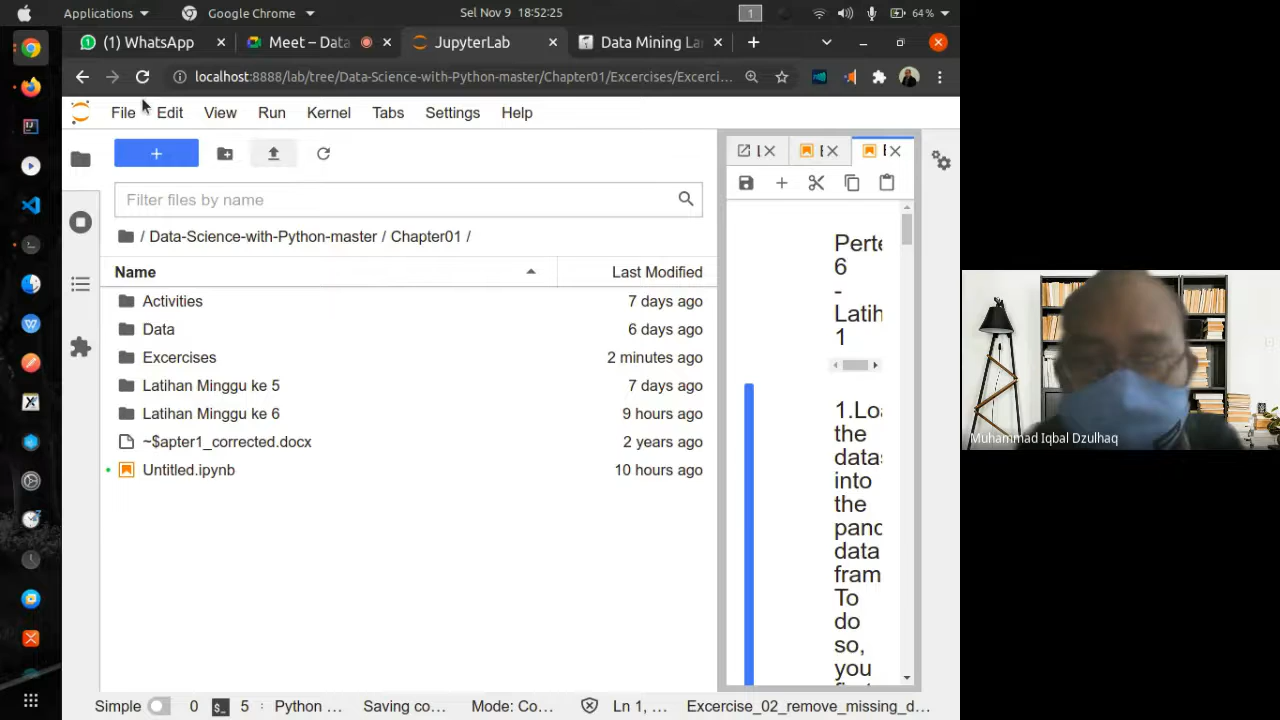 Applications Google Chrome Sel Nov 9 18:52:25 1 64 %
(1) WhatsApp Meet – Data JupyterLab Data Mining La
localhost:8888/lab/tree/Data-Science-with-Python-master/Chapter01/Excercises/Excerci…
File Edit View Run Kernel Tabs Settings Help
Filter files by name
/ Data-Science-with-Python-master / Chapter01 /
Name Last Modified
Activities 7 days ago
Data 6 days ago
Excercises 2 minutes ago
Latihan Minggu ke 5 7 days ago
Latihan Minggu ke 6 9 hours ago
~$apter1_corrected.docx 2 years ago
Untitled.ipynb 10 hours ago
Perte
6
-
Latih
1
1.Loa
the
datas
into
the
pand
data
fram
To
do
so,
you
Simple 0 5 Python … Saving co… Mode: Co… Ln 1, … Excercise_02_remove_missing_d…
Muhammad Iqbal Dzulhaq